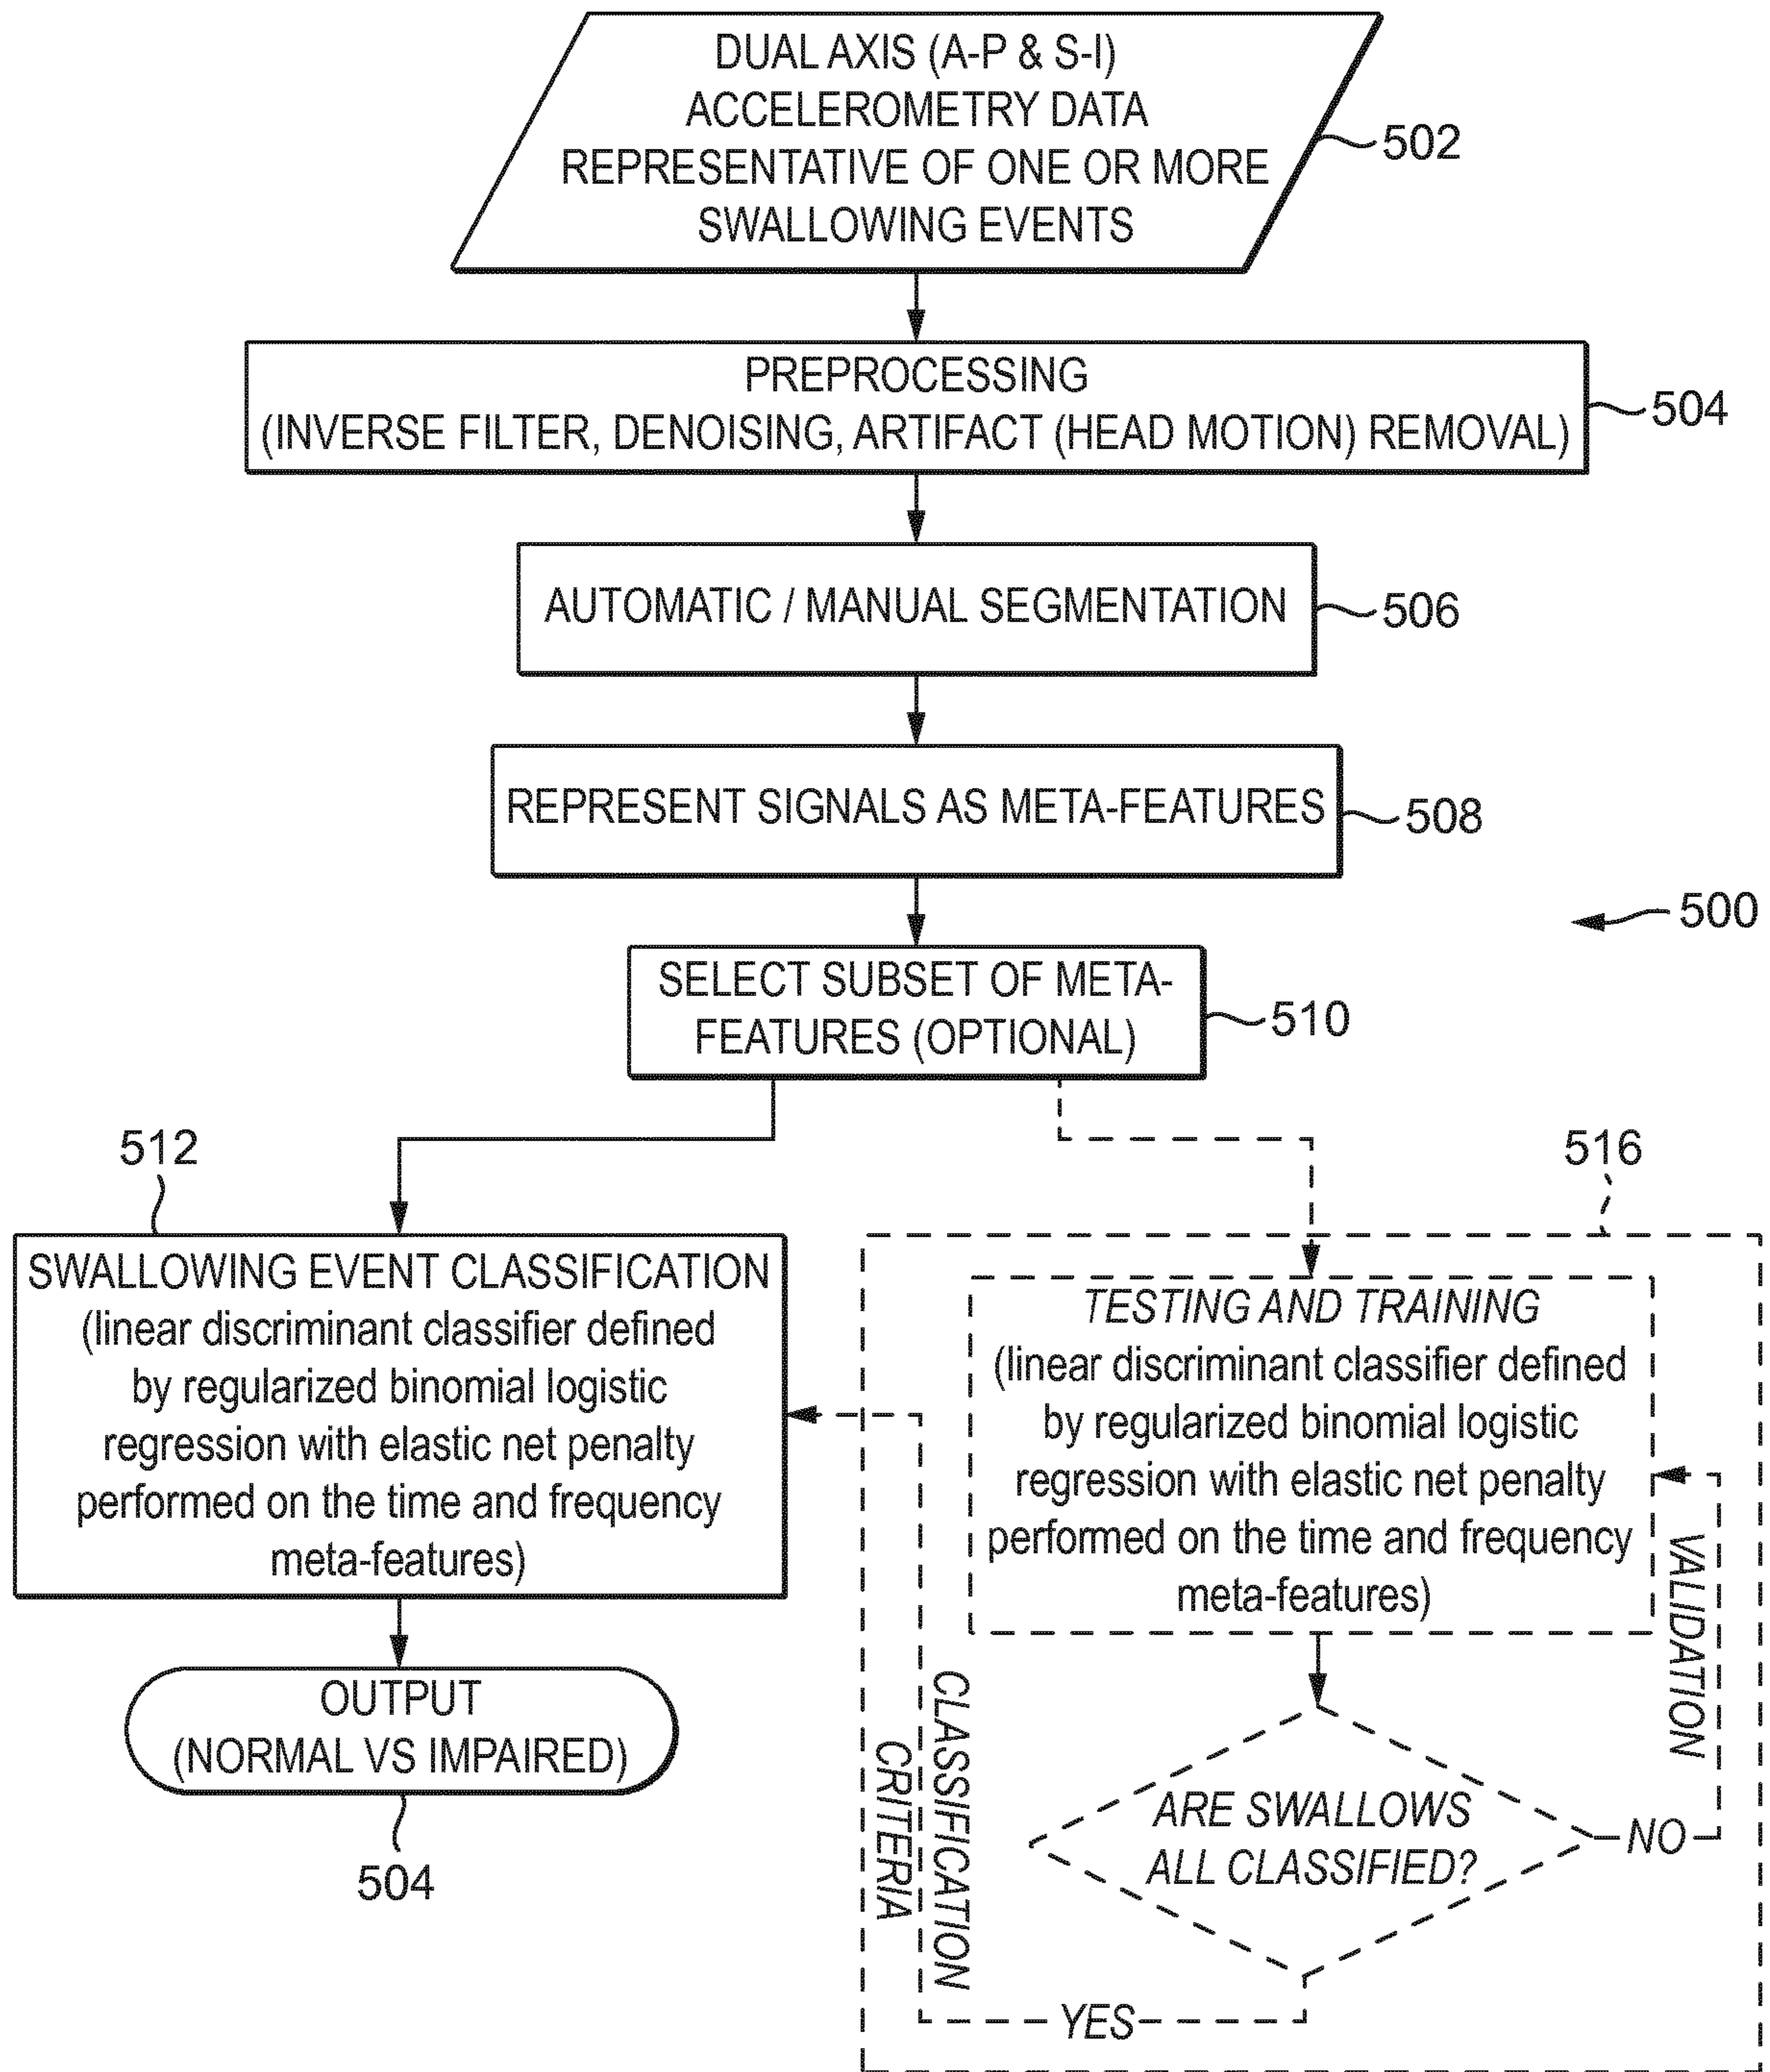 DUAL AXIS (A-P & S-I)
ACCELEROMETRY DATA
REPRESENTATIVE OF ONE OR MORE
SWALLOWING EVENTS
502
PREPROCESSING
(INVERSE FILTER, DENOISING, ARTIFACT (HEAD MOTION) REMOVAL)
504
AUTOMATIC / MANUAL SEGMENTATION
506
REPRESENT SIGNALS AS META-FEATURES
508
500
SELECT SUBSET OF META-
FEATURES (OPTIONAL)
510
512
SWALLOWING EVENT CLASSIFICATION
(linear discriminant classifier defined
by regularized binomial logistic
regression with elastic net penalty
performed on the time and frequency
meta-features)
OUTPUT
(NORMAL VS IMPAIRED)
504
516
TESTING AND TRAINING
(linear discriminant classifier defined
by regularized binomial logistic
regression with elastic net penalty
performed on the time and frequency
meta-features)
VALIDATION
ARE SWALLOWS
ALL CLASSIFIED?
NO
YES
CLASSIFICATION
CRITERIA